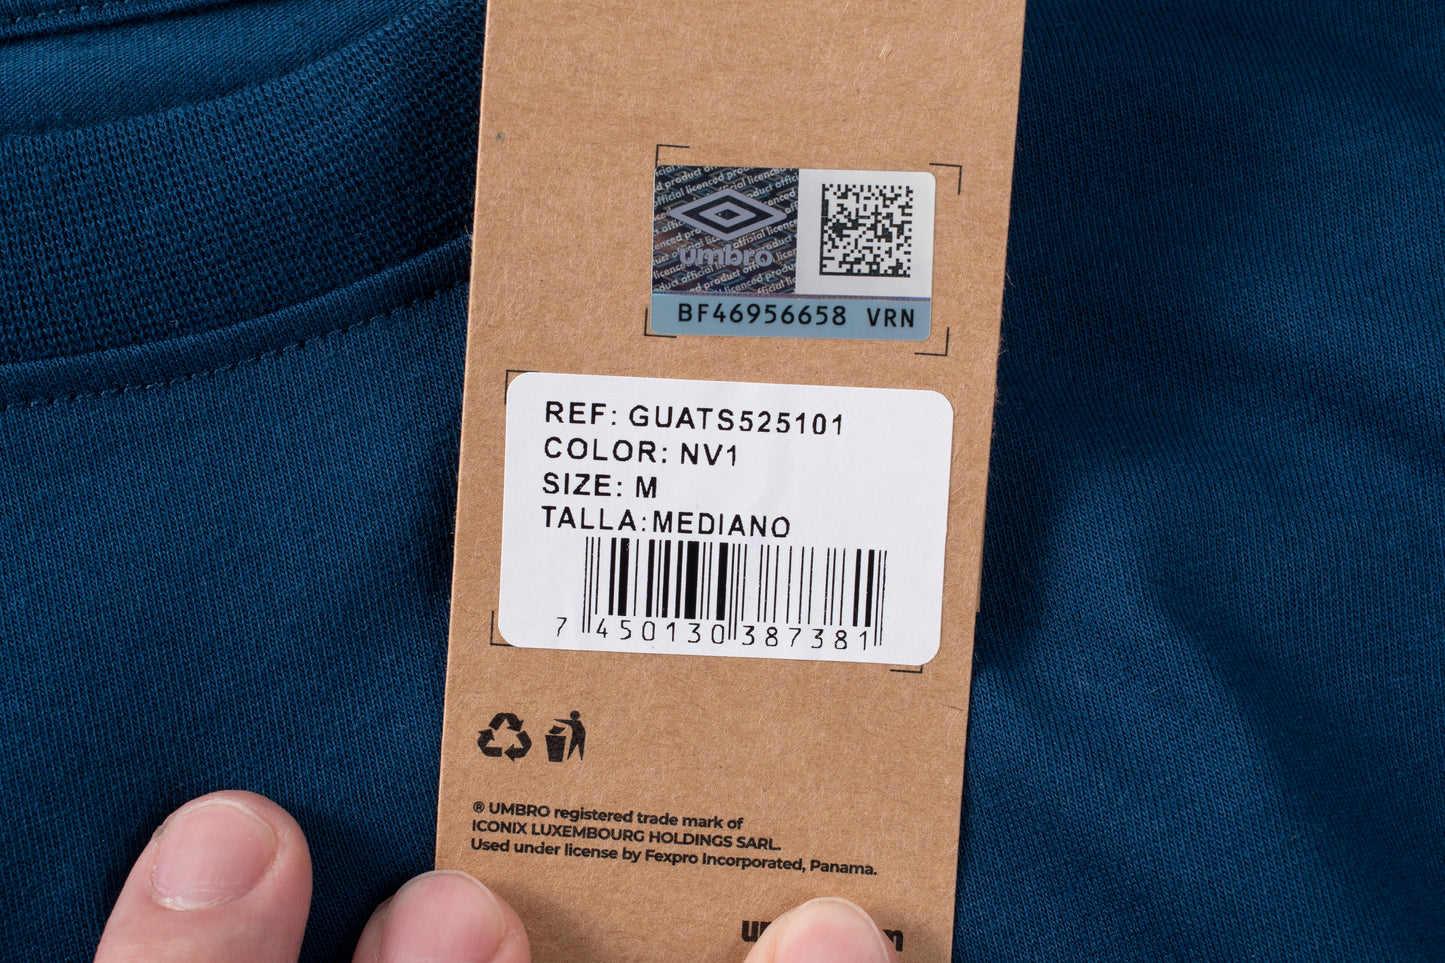 umbro
BF46956658 VRN
REF: GUATS525101
COLOR: NV1
SIZE: M
TALLA:MEDIANO
7 450130 387381
® UMBRO registered trade mark of
ICONIX LUXEMBOURG HOLDINGS SARL.
Used under license by Fexpro Incorporated, Panama.